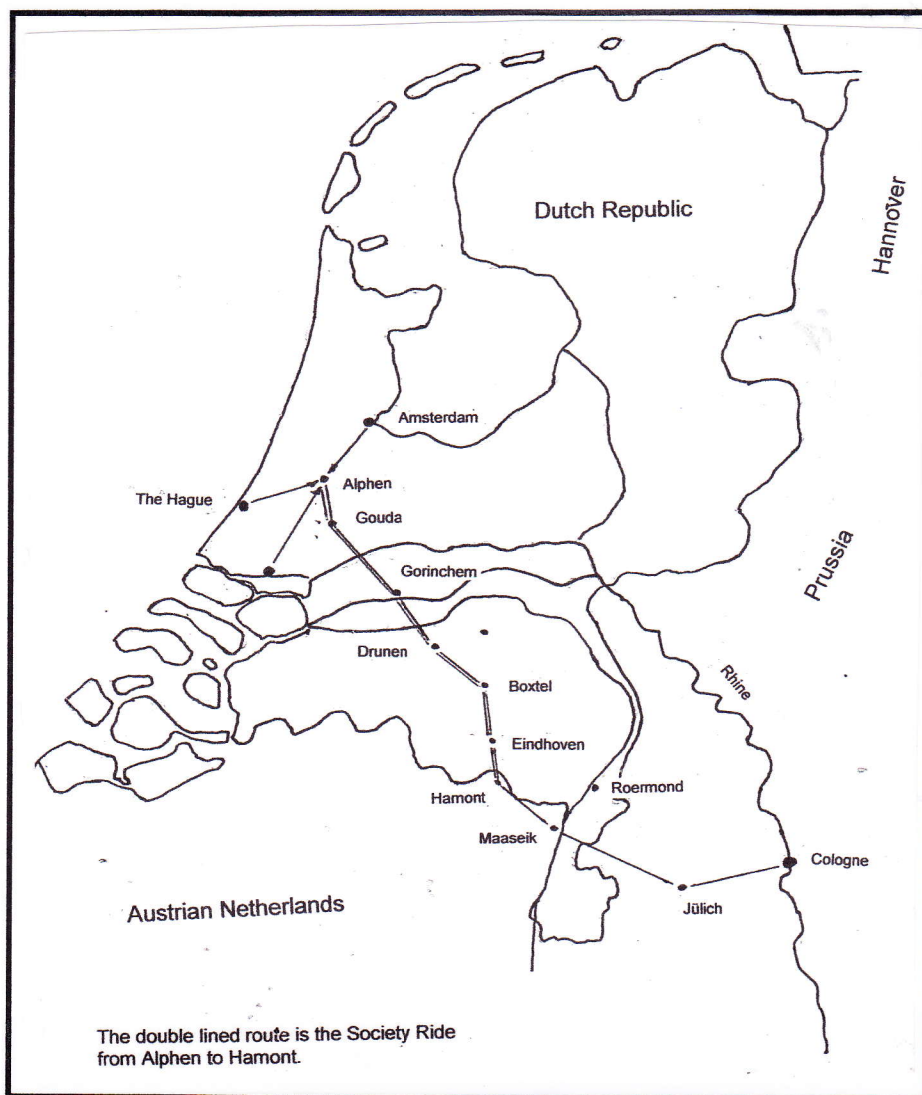 Dutch Republic
Hannover
Amsterdam
The Hague
Alphen
Gouda
Gorinchem
Prussia
Drunen
Rhine
Boxtel
Eindhoven
Hamont
Roermond
Maaseik
Cologne
Jülich
Austrian Netherlands
The double lined route is the Society Ride
from Alphen to Hamont.